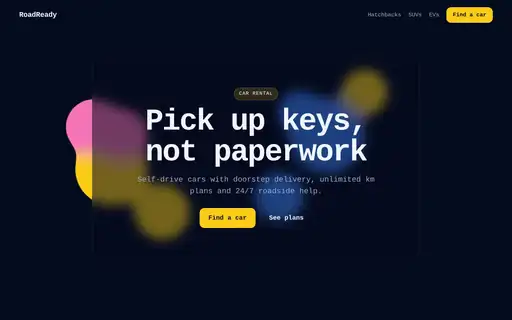 RoadReady
Hatchbacks SUVs EVs Find a car
CAR RENTAL
Pick up keys,
not paperwork
Self-drive cars with doorstep delivery, unlimited km
plans and 24/7 roadside help.
Find a car See plans